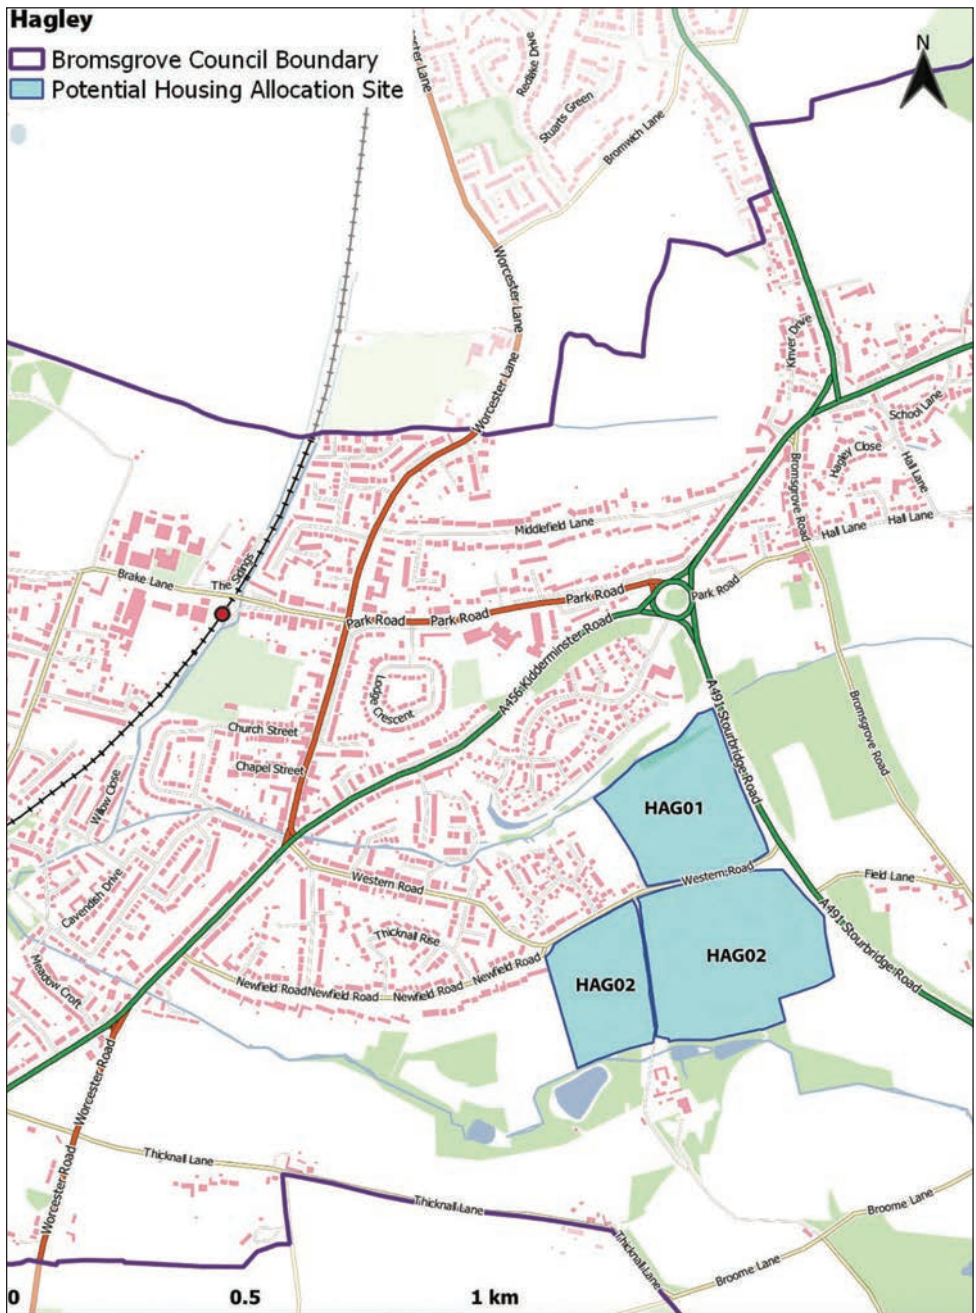 Hagley
Bromsgrove Council Boundary
Potential Housing Allocation Site
N
ester Lane
Redlake Drive
Stuarts Green
Bromwich Lane
Worcester Lane
Worcester Lane
Worcester Lane
Kinver Drive
School Lane
Hagley Close
Hall Lane
Bromsgrove Road
Hall Lane
Hall Lane
Middlefield Lane
The Songs
Brake Lane
Park Road
Park Road
Park Road
Park Road
A456 Kidderminster Road
Lodge Crescent
A491 Stourbridge Road
Bromsgrove Road
Church Street
Chapel Street
Willow Close
HAG01
Western Road
Western Road
Field Lane
Cavendish Drive
Thicknall Rise
A491 Stourbridge Road
HAG02
HAG02
Meadow Croft
Newfield Road
Newfield Road
Newfield Road
Newfield Road
Worcester Road
Worcester Road
Thicknall Lane
Thicknall Lane
Thicknall Lane
Broome Lane
Broome Lane
0 0.5 1 km